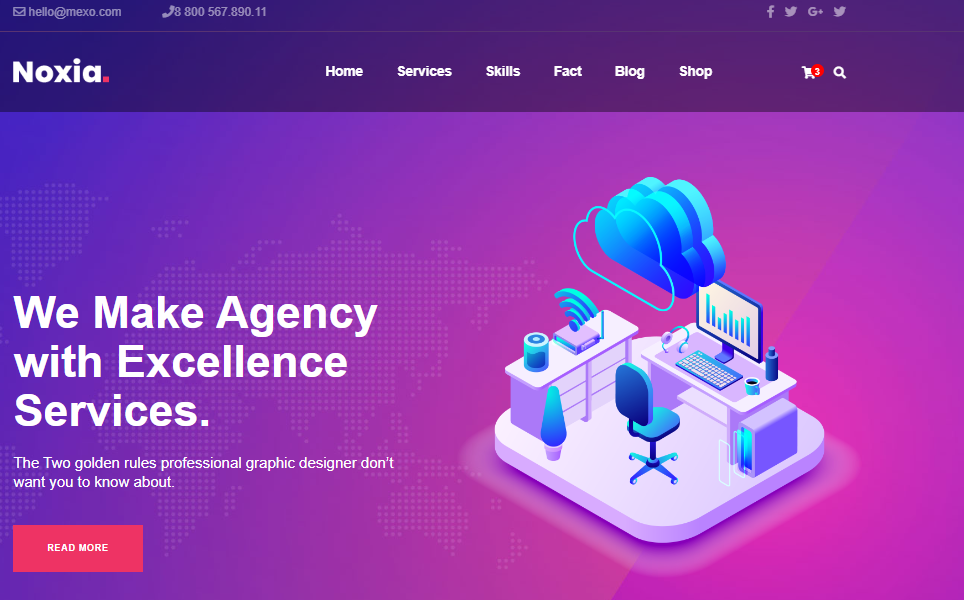 hello@mexo.com 8 800 567.890.11
Noxia.
Home Services Skills Fact Blog Shop
3
We Make Agency
with Excellence
Services.
The Two golden rules professional graphic designer don't
want you to know about.
READ MORE